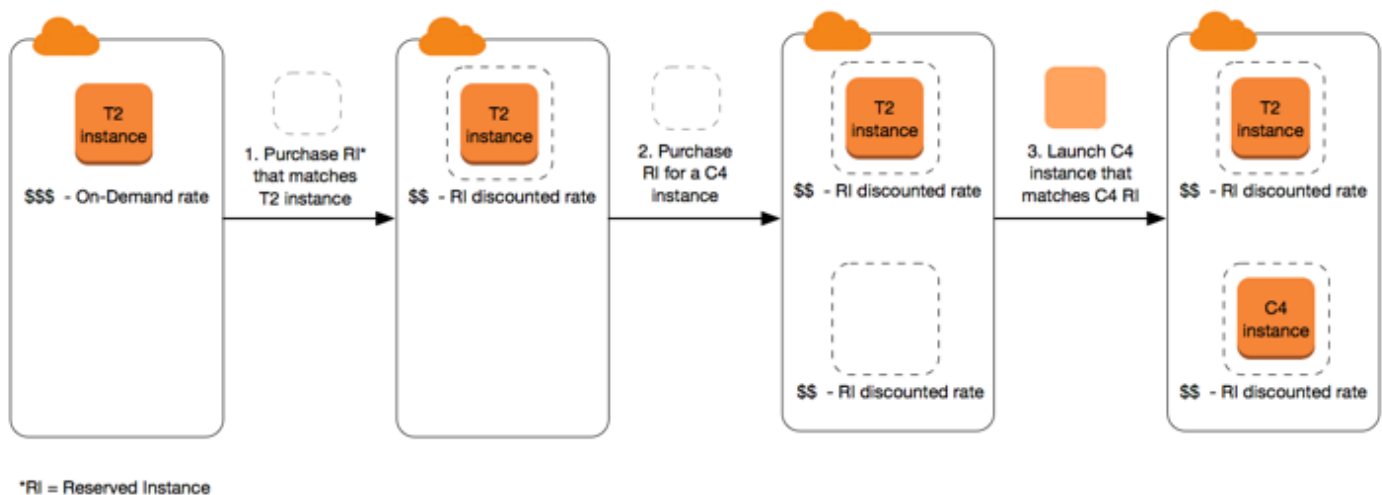 T2
instance
$$$ - On-Demand rate
1. Purchase RI*
that matches
T2 instance
T2
instance
$$ - RI discounted rate
2. Purchase
RI for a C4
instance
T2
instance
$$ - RI discounted rate
$$ - RI discounted rate
3. Launch C4
instance that
matches C4 RI
T2
instance
$$ - RI discounted rate
C4
instance
$$ - RI discounted rate
*RI = Reserved Instance